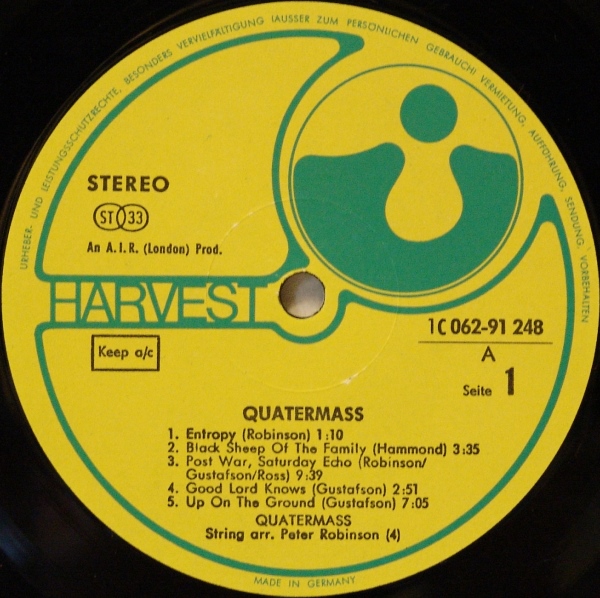 URHEBER- UND LEISTUNGSSCHUTZRECHTE, BESONDERS VERVIELFÄLTIGUNG (AUSSER ZUM PERSÖNLICHEN GEBRAUCH) VERMIETUNG, AUFFÜHRUNG, SENDUNG, VORBEHALTEN
STEREO
ST 33
An A.I.R. (London) Prod.
HARVEST
Keep a/c
1C 062-91 248
A
Seite 1
QUATERMASS
1. Entropy (Robinson) 1:10
2. Black Sheep Of The Family (Hammond) 3:35
3. Post War, Saturday Echo (Robinson/
Gustafson/Ross) 9:39
4. Good Lord Knows (Gustafson) 2:51
5. Up On The Ground (Gustafson) 7:05
QUATERMASS
String arr. Peter Robinson (4)
MADE IN GERMANY